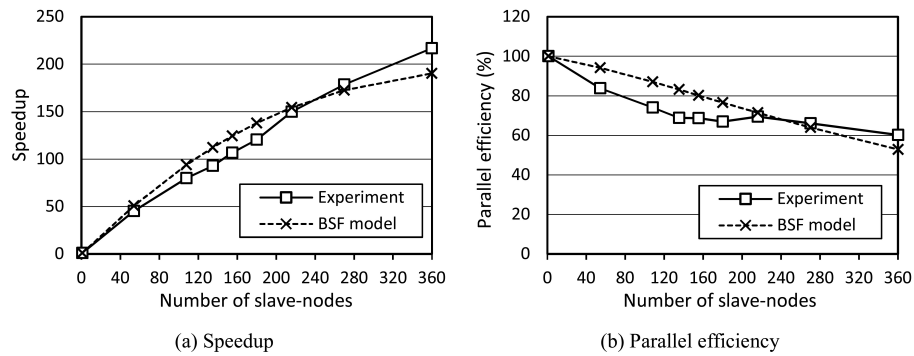 250
200
150
100
50
0
Speedup
Experiment
BSF model
0 40 80 120 160 200 240 280 320 360
Number of slave-nodes
(a) Speedup
120
100
80
60
40
20
0
Parallel efficiency (%)
Experiment
BSF model
0 40 80 120 160 200 240 280 320 360
Number of slave-nodes
(b) Parallel efficiency